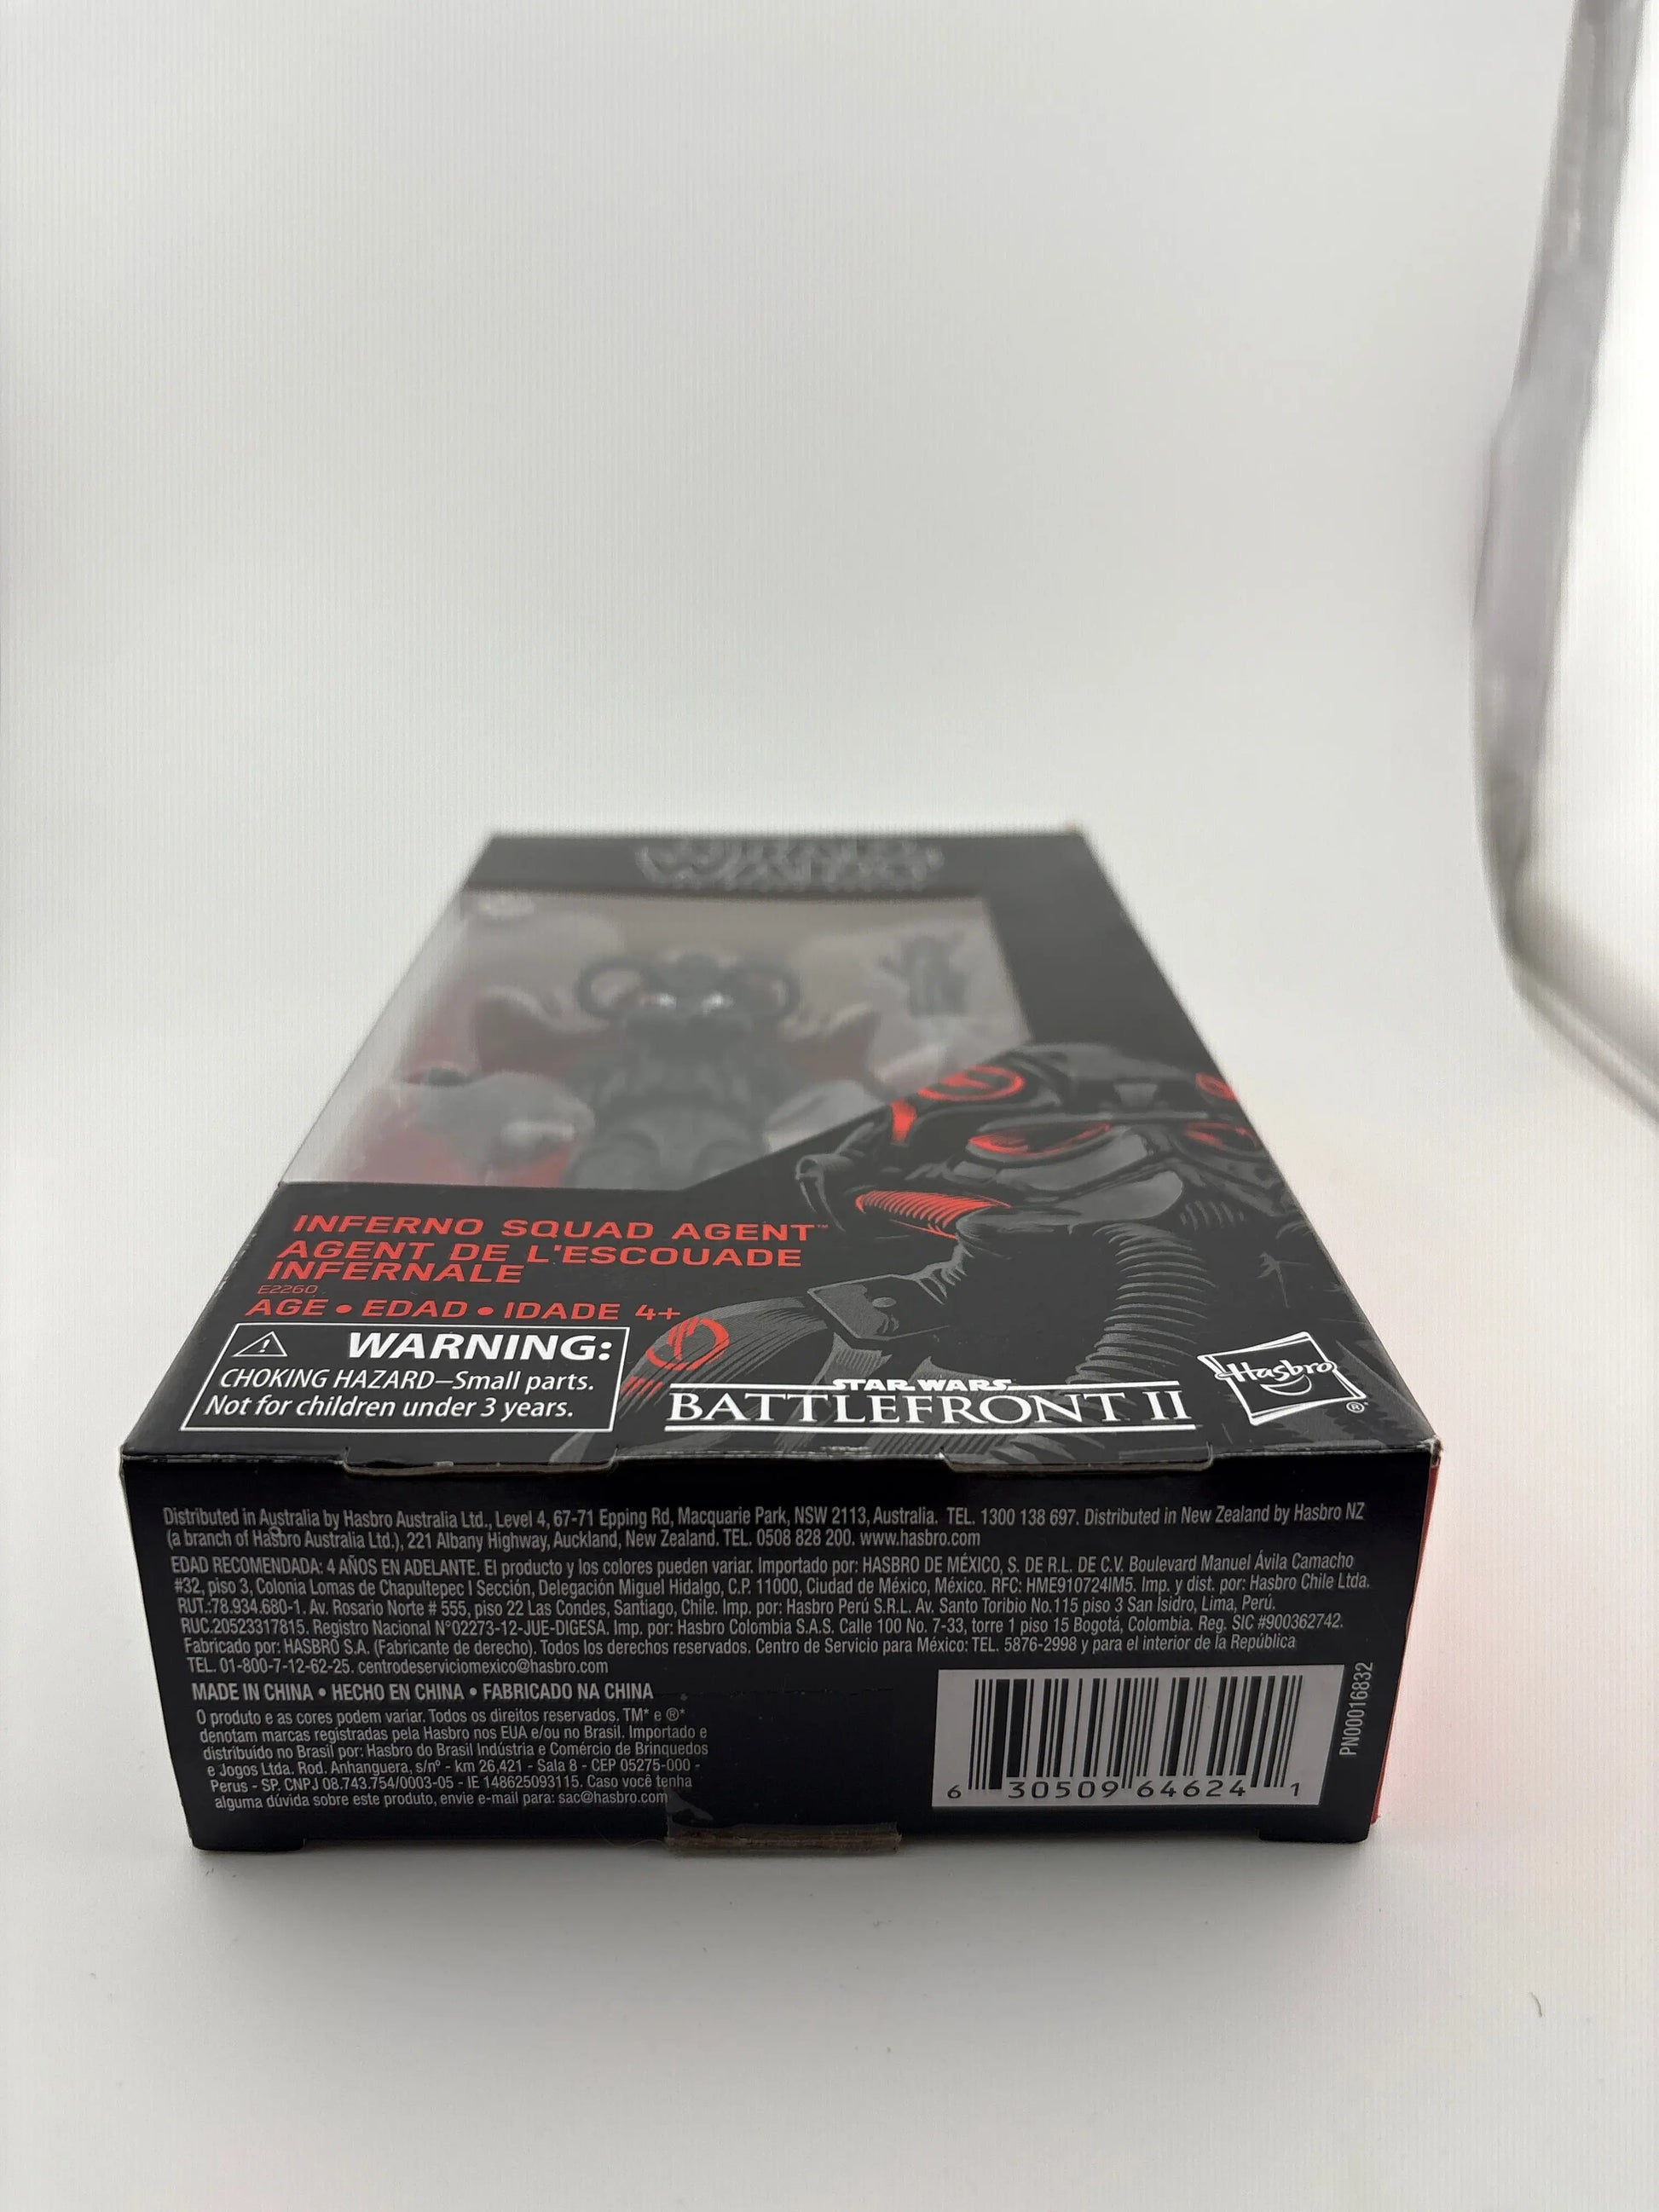 STAR WARS
INFERNO SQUAD AGENT™
AGENT DE L'ESCOUADE
INFERNALE
E2260
AGE • EDAD • IDADE 4+
WARNING:
CHOKING HAZARD–Small parts.
Not for children under 3 years.
STAR WARS
BATTLEFRONT II
Hasbro
®
Distributed in Australia by Hasbro Australia Ltd., Level 4, 67-71 Epping Rd, Macquarie Park, NSW 2113, Australia. TEL. 1300 138 697. Distributed in New Zealand by Hasbro NZ
(a branch of Hasbro Australia Ltd.), 221 Albany Highway, Auckland, New Zealand. TEL. 0508 828 200. www.hasbro.com
EDAD RECOMENDADA: 4 AÑOS EN ADELANTE. El producto y los colores pueden variar. Importado por: HASBRO DE MÉXICO, S. DE R.L. DE C.V. Boulevard Manuel Ávila Camacho
#32, piso 3, Colonia Lomas de Chapultepec I Sección, Delegación Miguel Hidalgo, C.P. 11000, Ciudad de México, México. RFC: HME910724IM5. Imp. y dist. por: Hasbro Chile Ltda.
RUT.:78.934.680-1. Av. Rosario Norte # 555, piso 22 Las Condes, Santiago, Chile. Imp. por: Hasbro Perú S.R.L. Av. Santo Toribio No.115 piso 3 San Isidro, Lima, Perú.
RUC.20523317815. Registro Nacional N°02273-12-JUE-DIGESA. Imp. por: Hasbro Colombia S.A.S. Calle 100 No. 7-33, torre 1 piso 15 Bogotá, Colombia. Reg. SIC #900362742.
Fabricado por: HASBRO S.A. (Fabricante de derecho). Todos los derechos reservados. Centro de Servicio para México: TEL. 5876-2998 y para el interior de la República
TEL. 01-800-7-12-62-25. centrodeserviciomexico@hasbro.com
MADE IN CHINA • HECHO EN CHINA • FABRICADO NA CHINA
O produto e as cores podem variar. Todos os direitos reservados. TM* e ®*
denotam marcas registradas pela Hasbro nos EUA e/ou no Brasil. Importado e
distribuído no Brasil por: Hasbro do Brasil Indústria e Comércio de Brinquedos
e Jogos Ltda. Rod. Anhanguera, s/nº - km 26,421 - Sala 8 - CEP 05275-000 -
Perus - SP. CNPJ 08.743.754/0003-05 - IE 148625093115. Caso você tenha
alguma dúvida sobre este produto, envie e-mail para: sac@hasbro.com
6 30509 64624 1
PN00016832